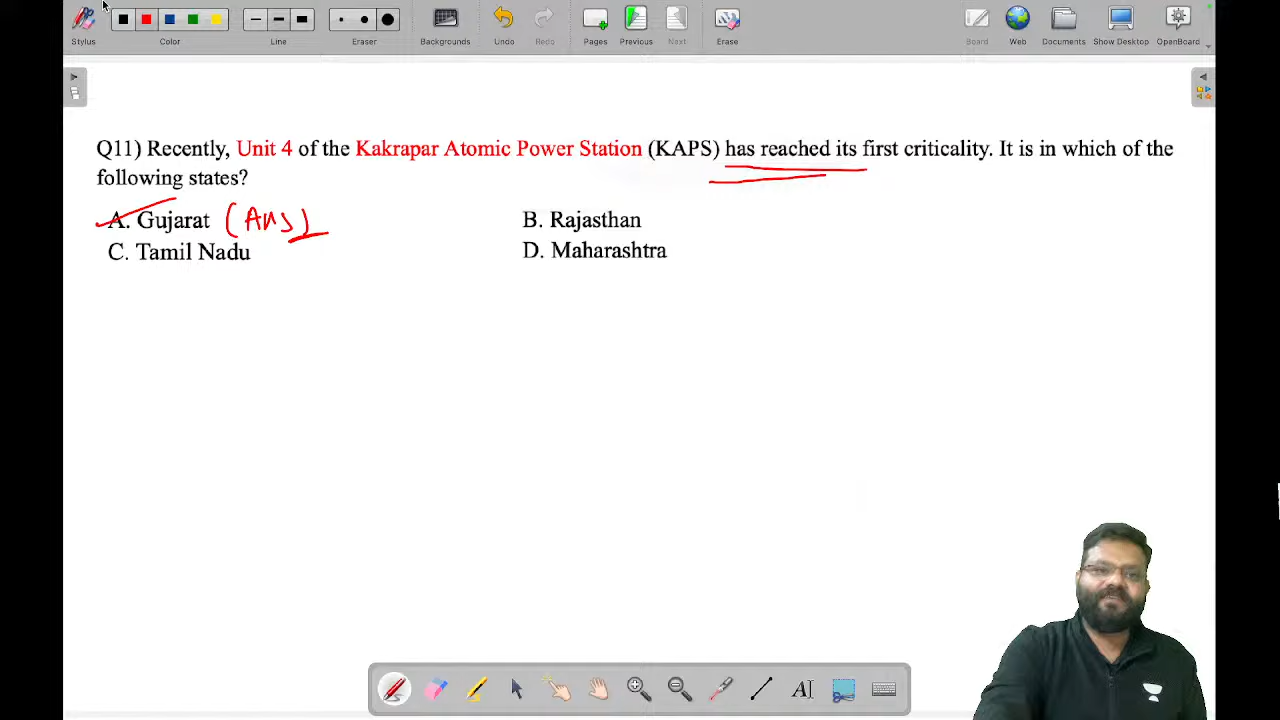 Stylus
Color
Line
Eraser
Backgrounds
Undo
Redo
Pages
Previous
Next
Erase
Board
Web
Documents
Show Desktop
OpenBoard
Q11) Recently, Unit 4 of the Kakrapar Atomic Power Station (KAPS) has reached its first criticality. It is in which of the
following states?
A. Gujarat (Ans)
B. Rajasthan
C. Tamil Nadu
D. Maharashtra